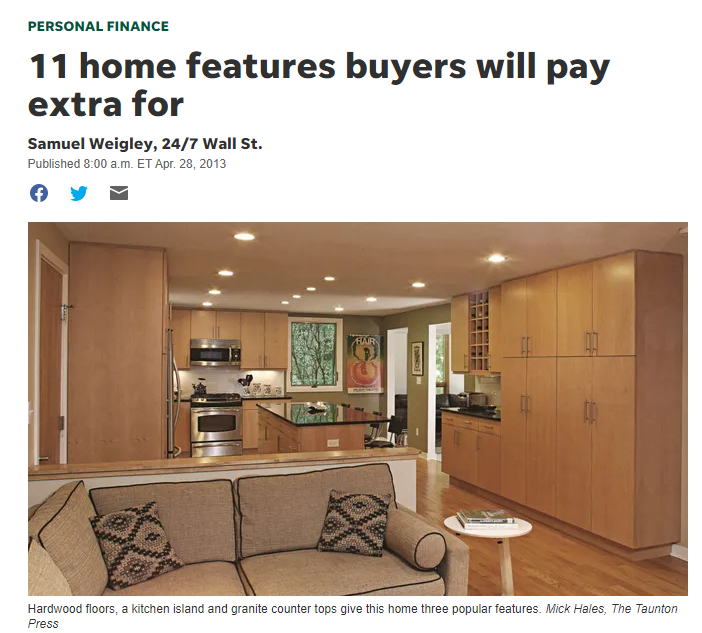 PERSONAL FINANCE
11 home features buyers will pay
extra for
Samuel Weigley, 24/7 Wall St.
Published 8:00 a.m. ET Apr. 28, 2013
HAIR
Hardwood floors, a kitchen island and granite counter tops give this home three popular features. Mick Hales, The Taunton
Press